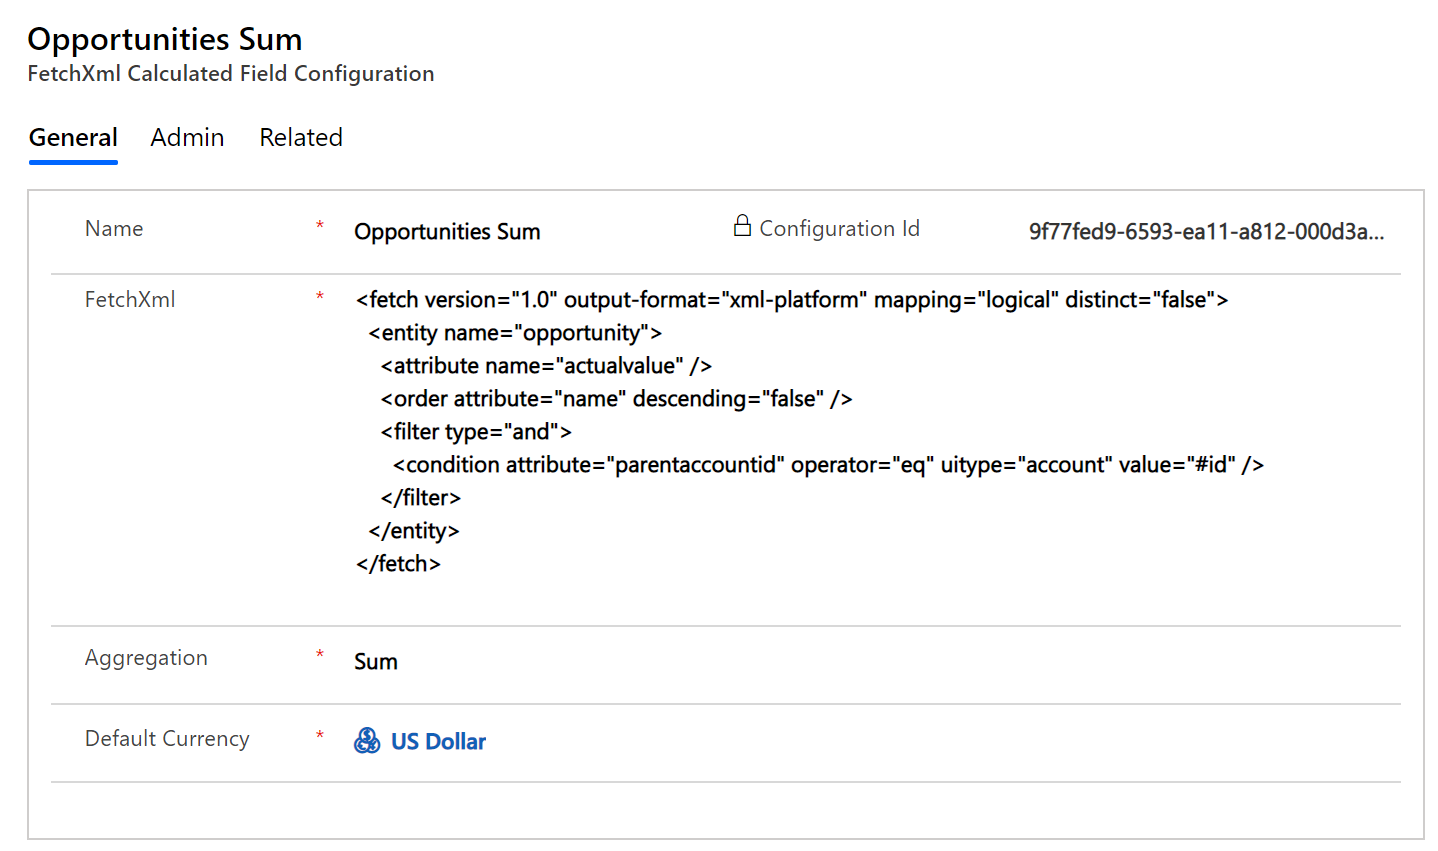 Opportunities Sum
FetchXml Calculated Field Configuration
General Admin Related
Name * Opportunities Sum Configuration Id 9f77fed9-6593-ea11-a812-000d3a...
FetchXml * <fetch version="1.0" output-format="xml-platform" mapping="logical" distinct="false">
<entity name="opportunity">
<attribute name="actualvalue" />
<order attribute="name" descending="false" />
<filter type="and">
<condition attribute="parentaccountid" operator="eq" uitype="account" value="#id" />
</filter>
</entity>
</fetch>
Aggregation * Sum
Default Currency * US Dollar